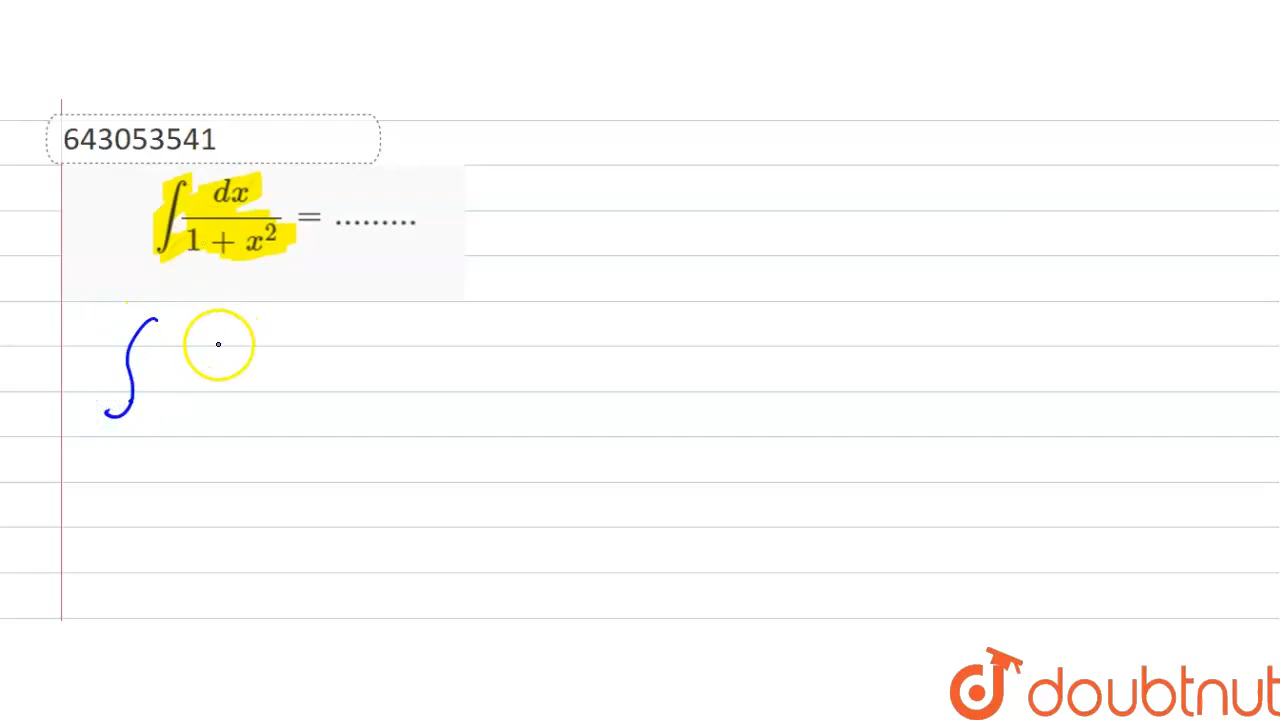 643053541
∫ dx / (1 + x²) = .........
∫
doubtnut